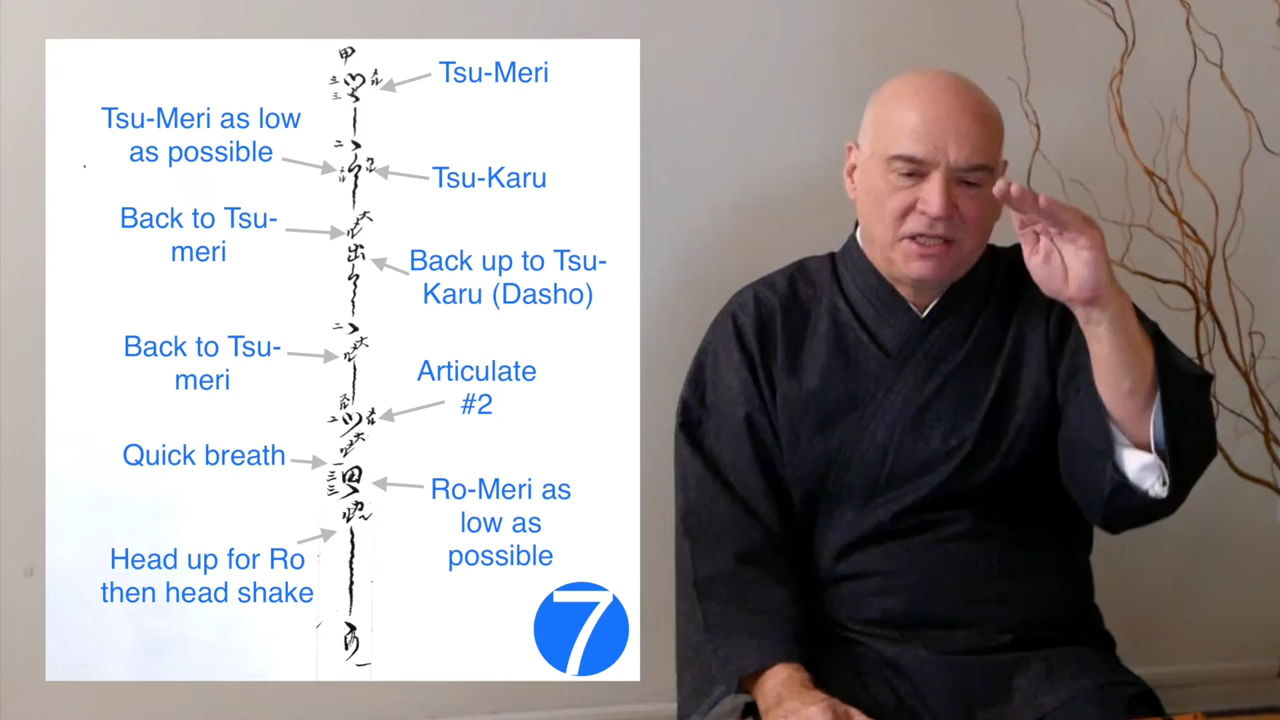 甲
Tsu-Meri
Tsu-Meri as low
as possible
Tsu-Karu
Back to Tsu-
meri
出
Back up to Tsu-
Karu (Dasho)
Back to Tsu-
meri
Articulate
#2
Quick breath
Ro-Meri as
low as
possible
Head up for Ro
then head shake
7